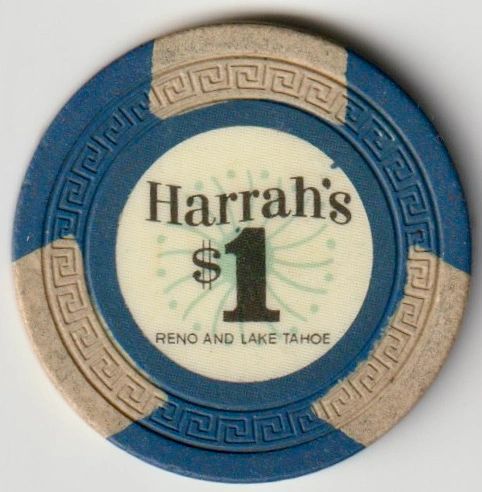 Harrah's
$1
RENO AND LAKE TAHOE